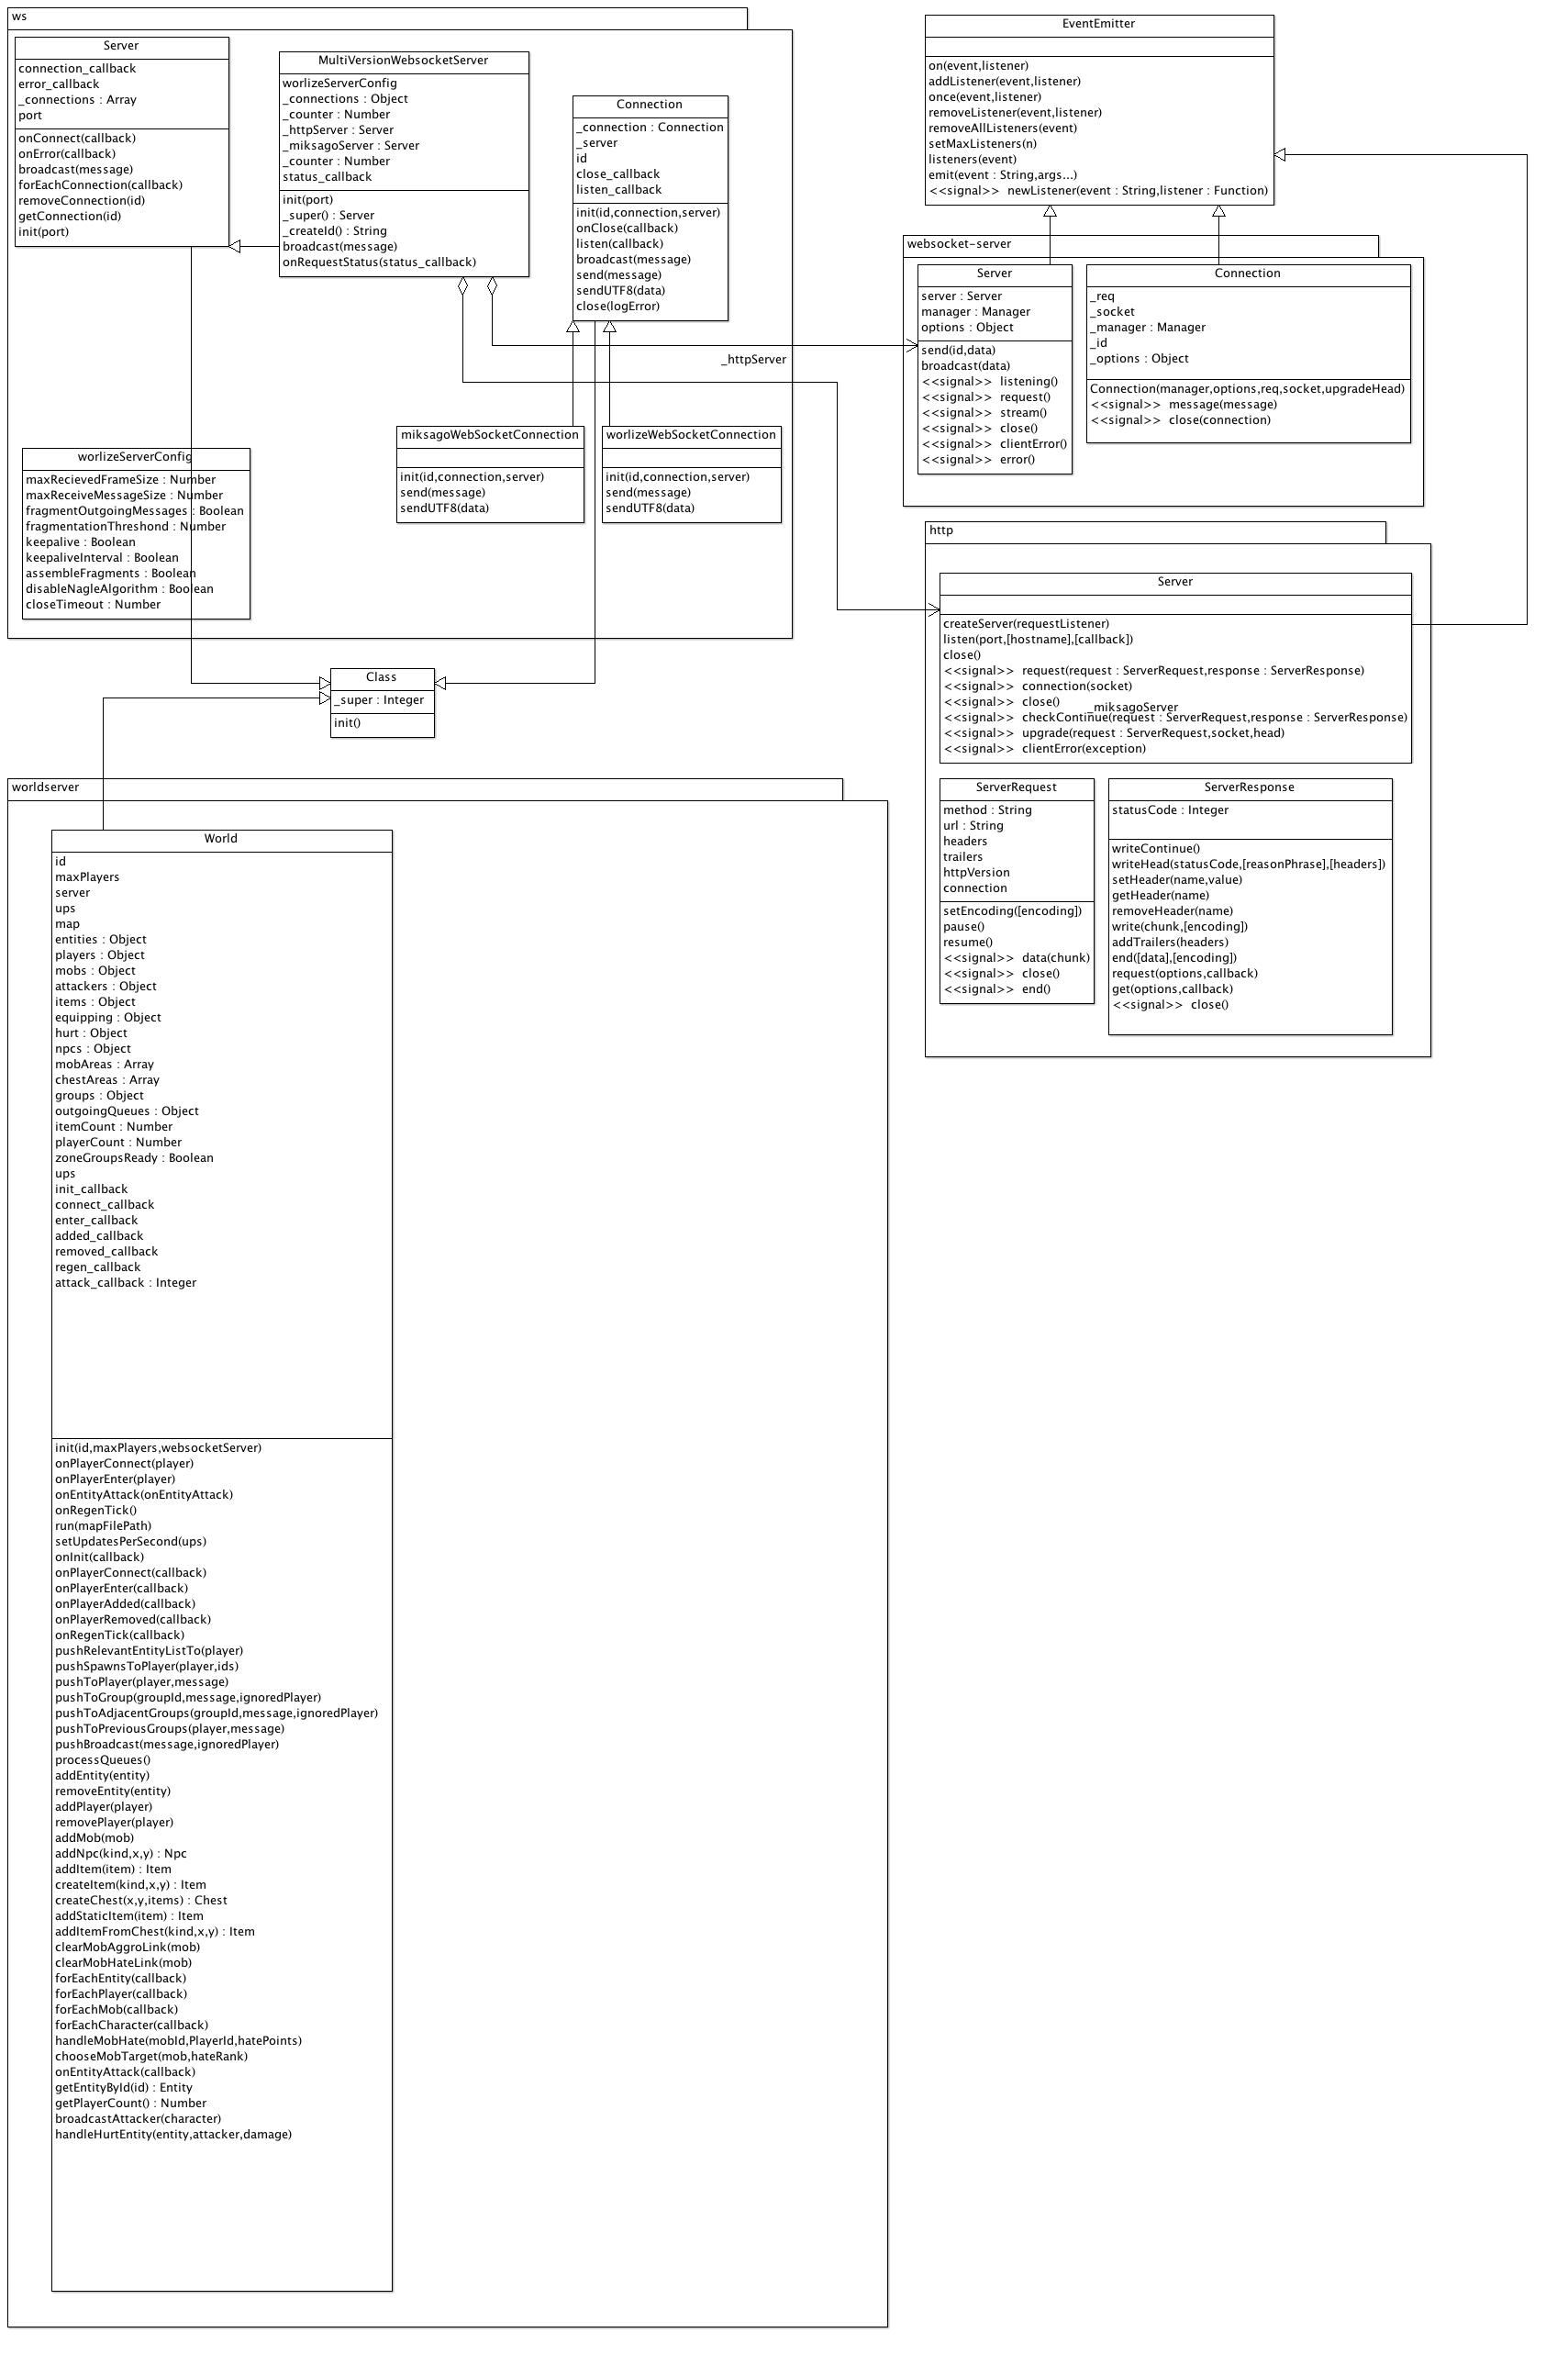 ws
Server
connection_callback
error_callback
_connections : Array
port
onConnect(callback)
onError(callback)
broadcast(message)
forEachConnection(callback)
removeConnection(id)
getConnection(id)
init(port)
MultiVersionWebsocketServer
worlizeServerConfig
_connections : Object
_counter : Number
_httpServer : Server
_miksagoServer : Server
_counter : Number
status_callback
init(port)
_super() : Server
_createId() : String
broadcast(message)
onRequestStatus(status_callback)
Connection
_connection : Connection
_server
id
close_callback
listen_callback
init(id,connection,server)
onClose(callback)
listen(callback)
broadcast(message)
send(message)
sendUTF8(data)
close(logError)
_httpServer
miksagoWebSocketConnection
init(id,connection,server)
send(message)
sendUTF8(data)
worlizeWebSocketConnection
init(id,connection,server)
send(message)
sendUTF8(data)
worlizeServerConfig
maxRecievedFrameSize : Number
maxReceiveMessageSize : Number
fragmentOutgoingMessages : Boolean
fragmentationThreshond : Number
keepalive : Boolean
keepaliveInterval : Boolean
assembleFragments : Boolean
disableNagleAlgorithm : Boolean
closeTimeout : Number
EventEmitter
on(event,listener)
addListener(event,listener)
once(event,listener)
removeListener(event,listener)
removeAllListeners(event)
setMaxListeners(n)
listeners(event)
emit(event : String,args...)
<<signal>> newListener(event : String,listener : Function)
websocket-server
Server
server : Server
manager : Manager
options : Object
send(id,data)
broadcast(data)
<<signal>> listening()
<<signal>> request()
<<signal>> stream()
<<signal>> close()
<<signal>> clientError()
<<signal>> error()
Connection
_req
_socket
_manager : Manager
_id
_options : Object
Connection(manager,options,req,socket,upgradeHead)
<<signal>> message(message)
<<signal>> close(connection)
http
Server
createServer(requestListener)
listen(port,[hostname],[callback])
close()
<<signal>> request(request : ServerRequest,response : ServerResponse)
<<signal>> connection(socket)
<<signal>> close()
_miksagoServer
<<signal>> checkContinue(request : ServerRequest,response : ServerResponse)
<<signal>> upgrade(request : ServerRequest,socket,head)
<<signal>> clientError(exception)
ServerRequest
method : String
url : String
headers
trailers
httpVersion
connection
setEncoding([encoding])
pause()
resume()
<<signal>> data(chunk)
<<signal>> close()
<<signal>> end()
ServerResponse
statusCode : Integer
writeContinue()
writeHead(statusCode,[reasonPhrase],[headers])
setHeader(name,value)
getHeader(name)
removeHeader(name)
write(chunk,[encoding])
addTrailers(headers)
end([data],[encoding])
request(options,callback)
get(options,callback)
<<signal>> close()
Class
_super : Integer
init()
worldserver
World
id
maxPlayers
server
ups
map
entities : Object
players : Object
mobs : Object
attackers : Object
items : Object
equipping : Object
hurt : Object
npcs : Object
mobAreas : Array
chestAreas : Array
groups : Object
outgoingQueues : Object
itemCount : Number
playerCount : Number
zoneGroupsReady : Boolean
ups
init_callback
connect_callback
enter_callback
added_callback
removed_callback
regen_callback
attack_callback : Integer
init(id,maxPlayers,websocketServer)
onPlayerConnect(player)
onPlayerEnter(player)
onEntityAttack(onEntityAttack)
onRegenTick()
run(mapFilePath)
setUpdatesPerSecond(ups)
onInit(callback)
onPlayerConnect(callback)
onPlayerEnter(callback)
onPlayerAdded(callback)
onPlayerRemoved(callback)
onRegenTick(callback)
pushRelevantEntityListTo(player)
pushSpawnsToPlayer(player,ids)
pushToPlayer(player,message)
pushToGroup(groupId,message,ignoredPlayer)
pushToAdjacentGroups(groupId,message,ignoredPlayer)
pushToPreviousGroups(player,message)
pushBroadcast(message,ignoredPlayer)
processQueues()
addEntity(entity)
removeEntity(entity)
addPlayer(player)
removePlayer(player)
addMob(mob)
addNpc(kind,x,y) : Npc
addItem(item) : Item
createItem(kind,x,y) : Item
createChest(x,y,items) : Chest
addStaticItem(item) : Item
addItemFromChest(kind,x,y) : Item
clearMobAggroLink(mob)
clearMobHateLink(mob)
forEachEntity(callback)
forEachPlayer(callback)
forEachMob(callback)
forEachCharacter(callback)
handleMobHate(mobId,PlayerId,hatePoints)
chooseMobTarget(mob,hateRank)
onEntityAttack(callback)
getEntityById(id) : Entity
getPlayerCount() : Number
broadcastAttacker(character)
handleHurtEntity(entity,attacker,damage)